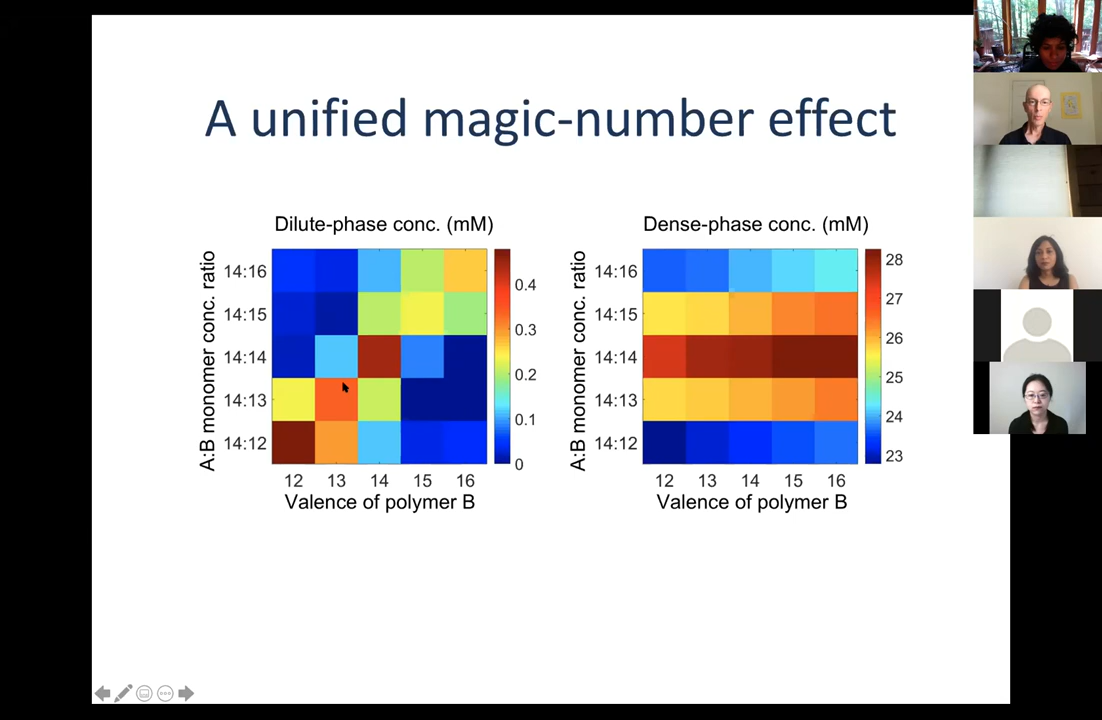 A unified magic-number effect
Dilute-phase conc. (mM)
A:B monomer conc. ratio
14:16
14:15
14:14
14:13
14:12
12 13 14 15 16
Valence of polymer B
0.4
0.3
0.2
0.1
0
Dense-phase conc. (mM)
A:B monomer conc. ratio
14:16
14:15
14:14
14:13
14:12
12 13 14 15 16
Valence of polymer B
28
27
26
25
24
23